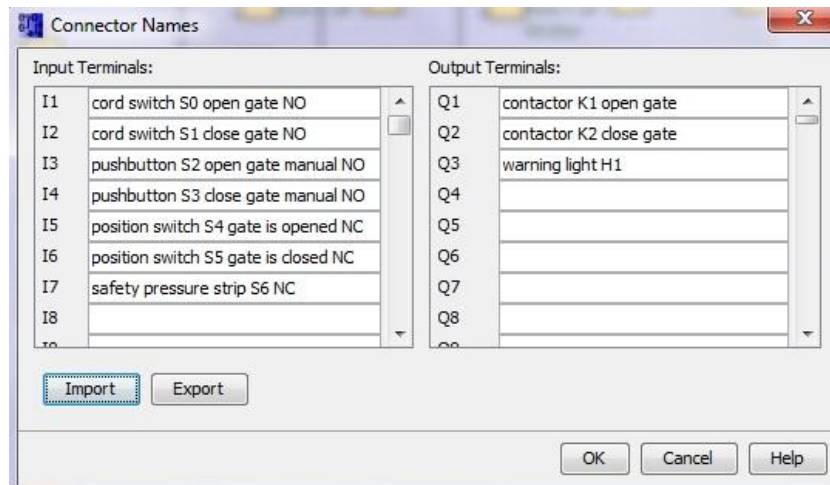 Connector Names
Input Terminals:
Output Terminals:
I1 cord switch S0 open gate NO
I2 cord switch S1 close gate NO
I3 pushbutton S2 open gate manual NO
I4 pushbutton S3 close gate manual NO
I5 position switch S4 gate is opened NC
I6 position switch S5 gate is closed NC
I7 safety pressure strip S6 NC
I8
Q1 contactor K1 open gate
Q2 contactor K2 close gate
Q3 warning light H1
Q4
Q5
Q6
Q7
Q8
Import Export
OK Cancel Help